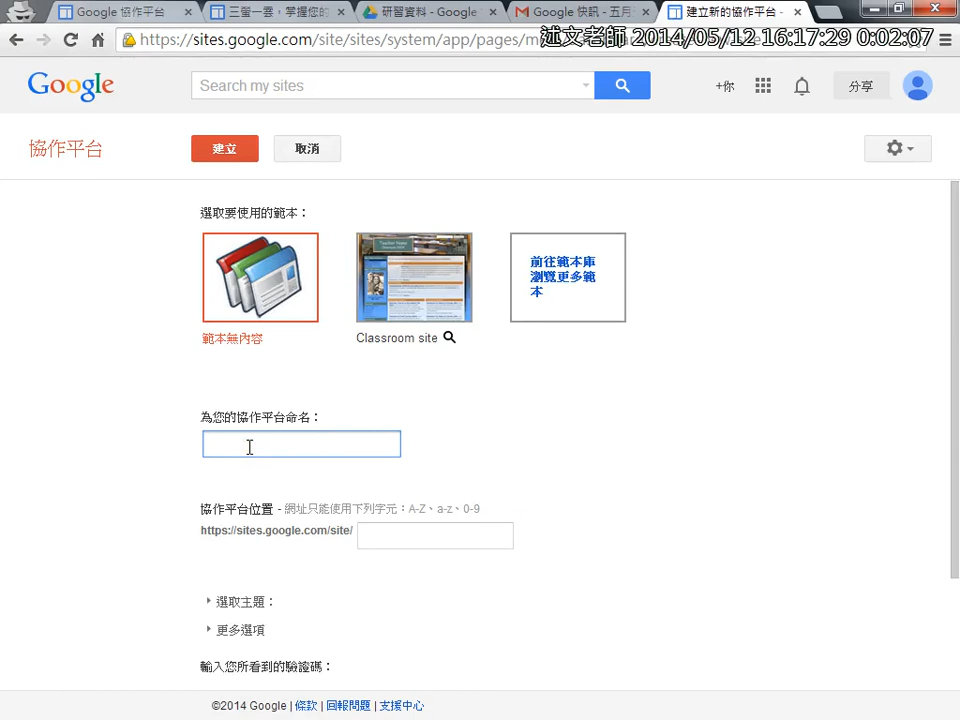 Google 協作平台
三螢一雲，掌握您的
研習資料 - Google
Google 快訊 - 五月
建立新的協作平台 -
https://sites.google.com/site/sites/system/app/pages/m
述文老師 2014/05/12 16:17:29 0:02:07
Google
Search my sites
+你
分享
協作平台
建立
取消
選取要使用的範本：
前往範本庫
瀏覽更多範
本
Teacher Name
範本無內容
Classroom site
為您的協作平台命名：
協作平台位置 - 網址只能使用下列字元：A-Z、a-z、0-9
https://sites.google.com/site/
選取主題：
更多選項
輸入您所看到的驗證碼：
©2014 Google | 條款 | 回報問題 | 支援中心